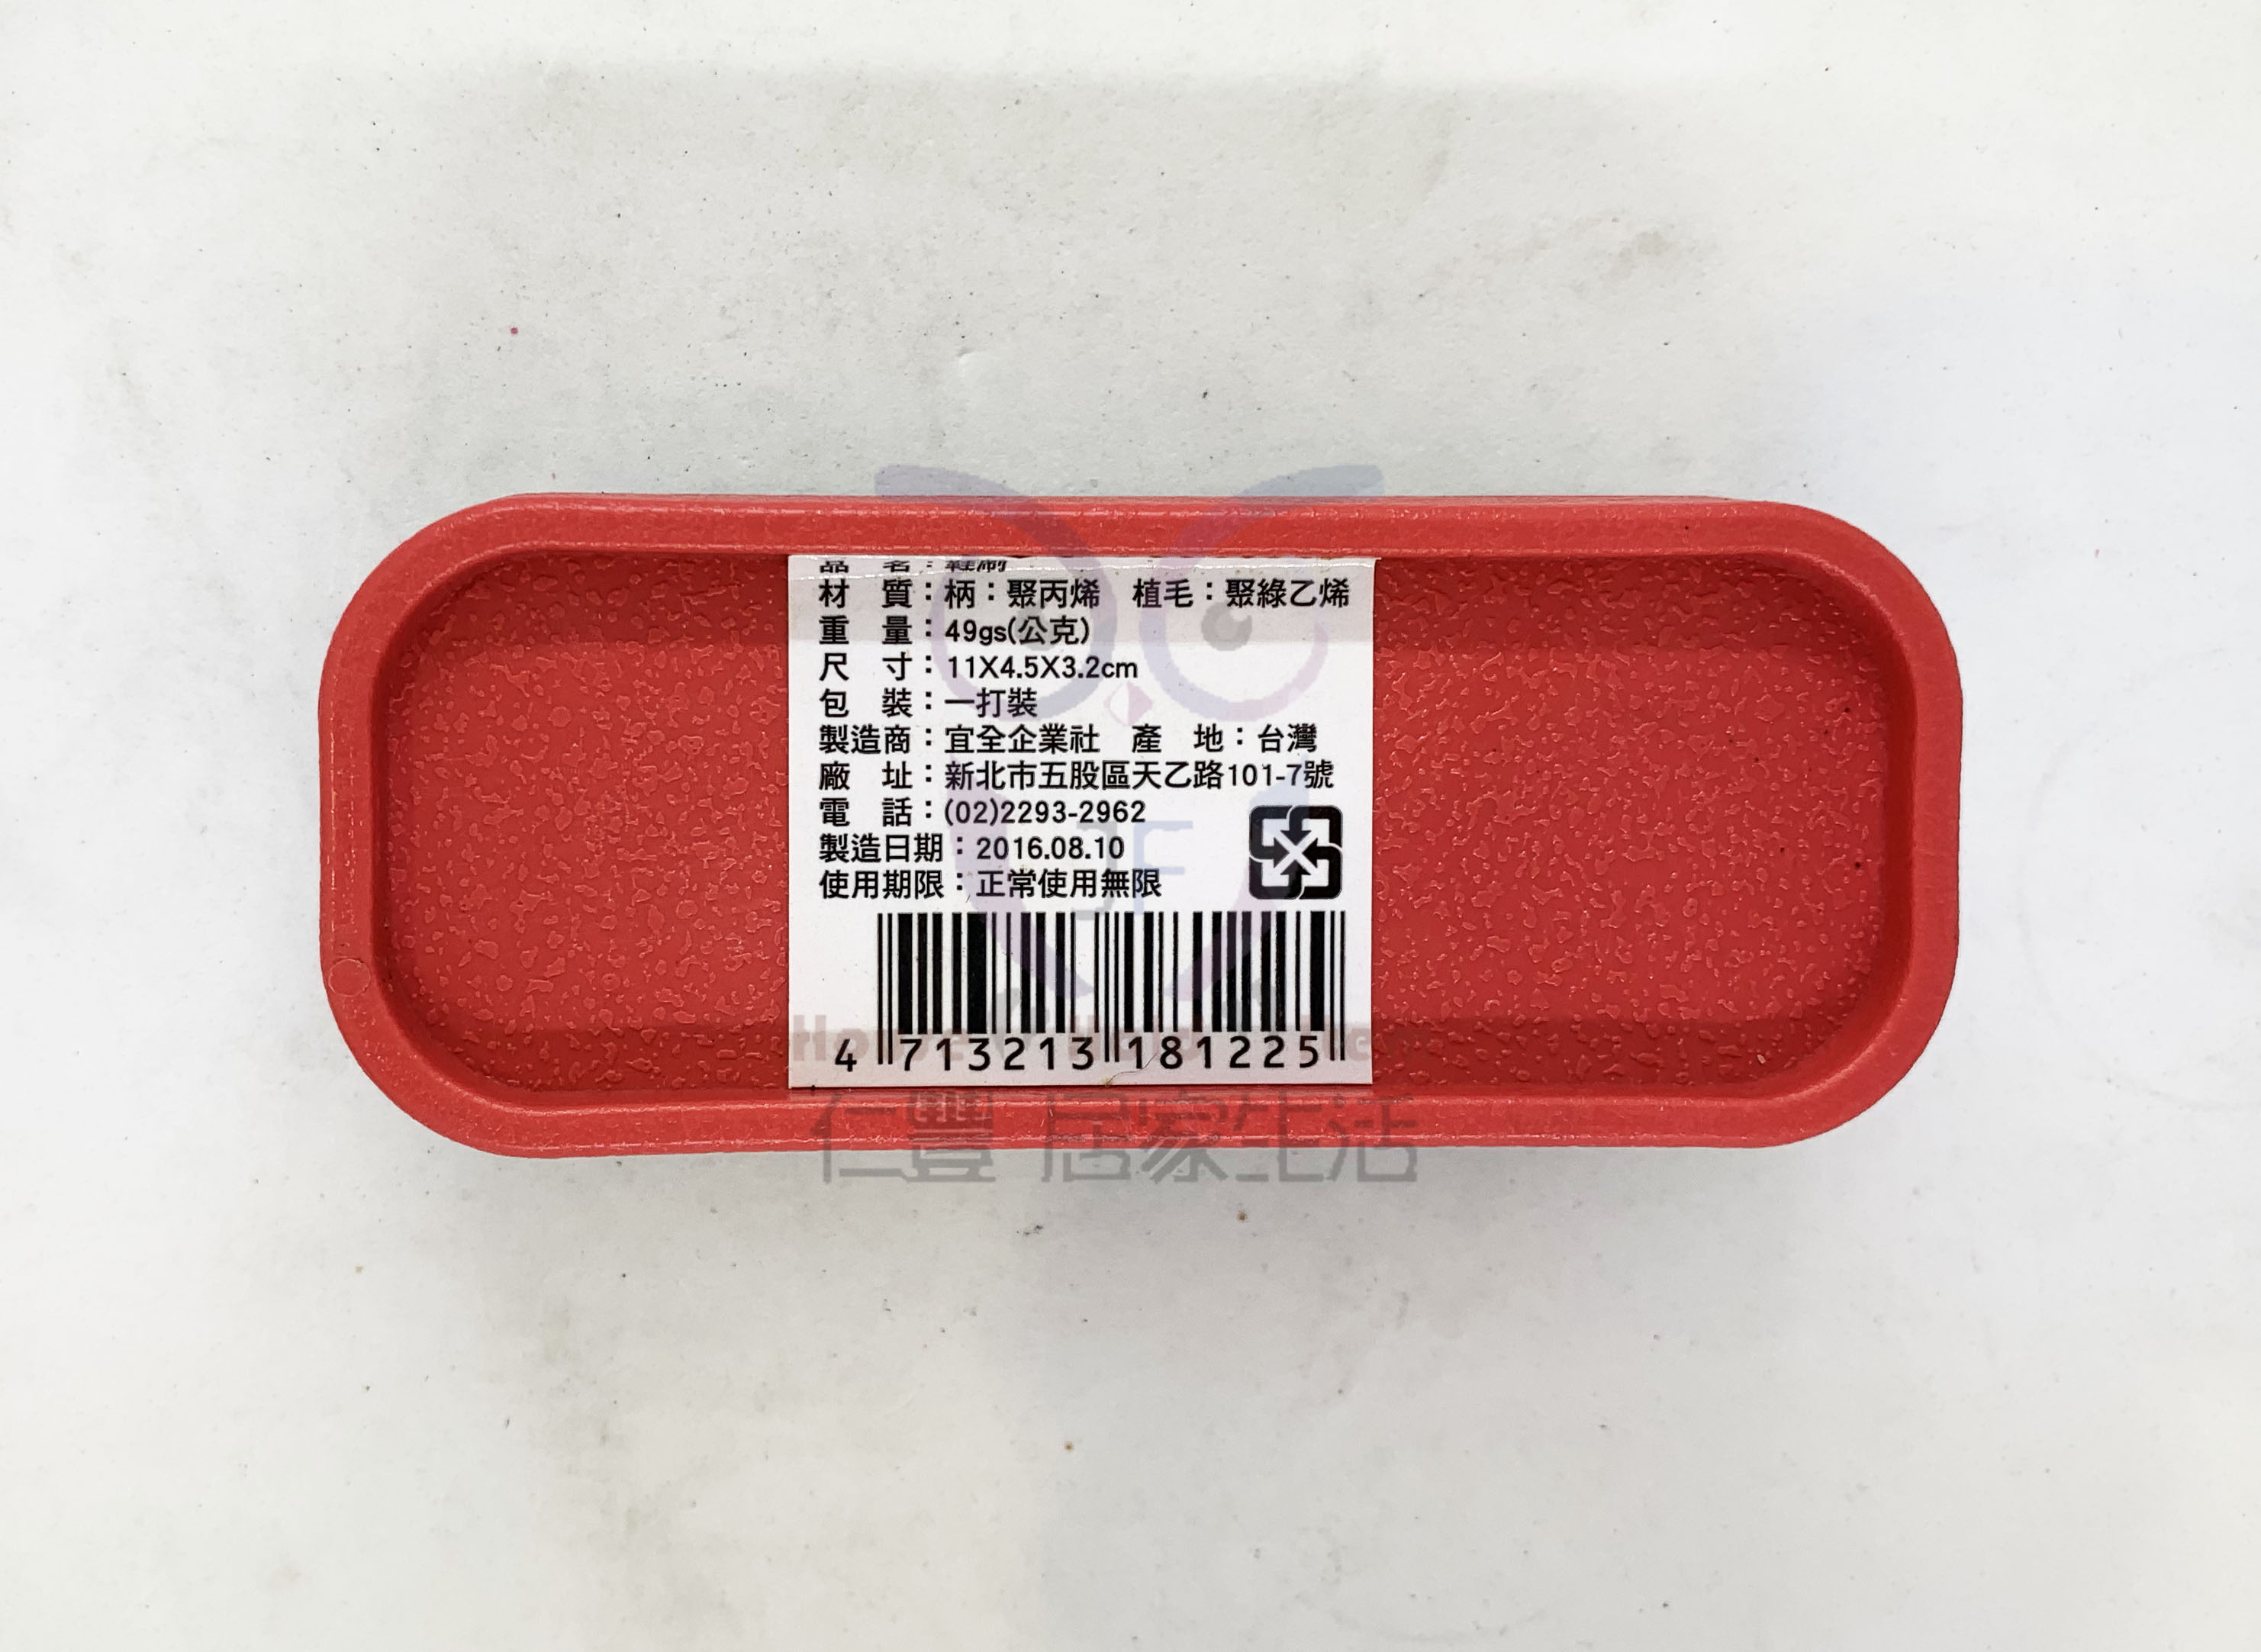 品　名：鞋刷
材　質：柄：聚丙烯　植毛：聚綠乙烯
重　量：49gs(公克)
尺　寸：11X4.5X3.2cm
包　裝：一打裝
製造商：宜全企業社　產　地：台灣
廠　址：新北市五股區天乙路101-7號
電　話：(02)2293-2962
製造日期：2016.08.10
使用期限：正常使用無限
4 713213 181225
仁豐 居家生活